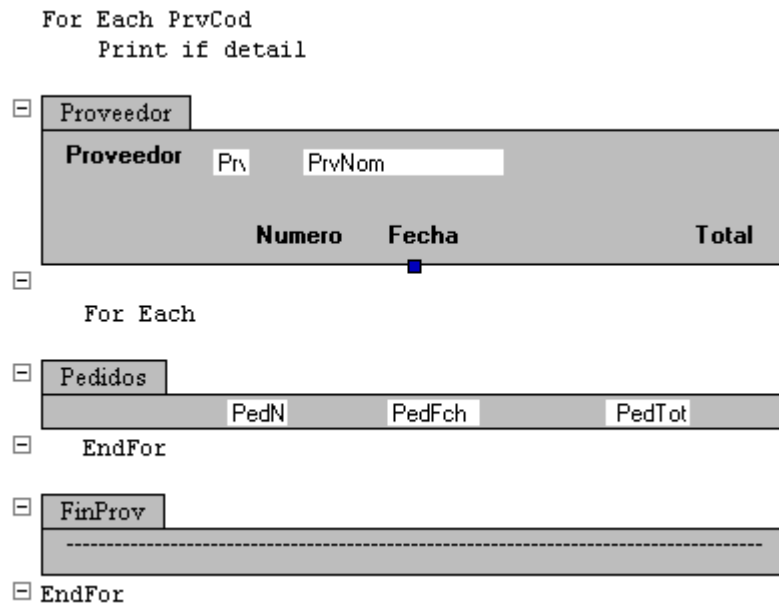 For Each PrvCod
Print if detail
Proveedor
Proveedor Prv PrvNom
Numero Fecha Total
For Each
Pedidos
PedN PedFch PedTot
EndFor
FinProv
--------------------------------------------------------------------------------
EndFor